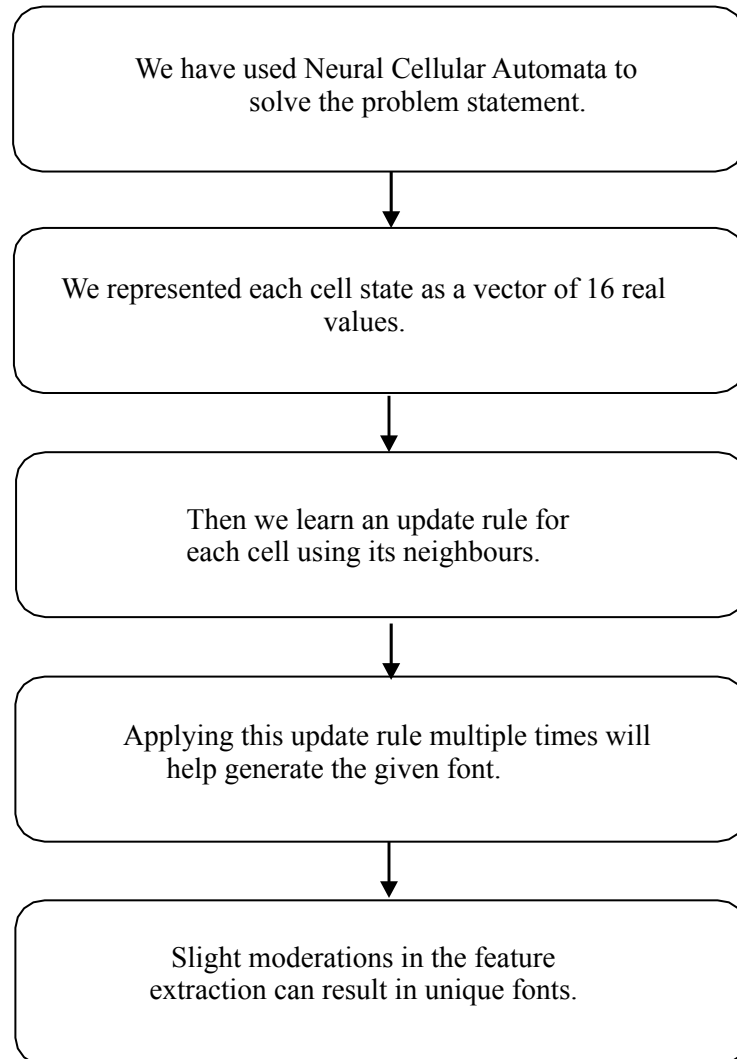 We have used Neural Cellular Automata to
solve the problem statement.
We represented each cell state as a vector of 16 real
values.
Then we learn an update rule for
each cell using its neighbours.
Applying this update rule multiple times will
help generate the given font.
Slight moderations in the feature
extraction can result in unique fonts.